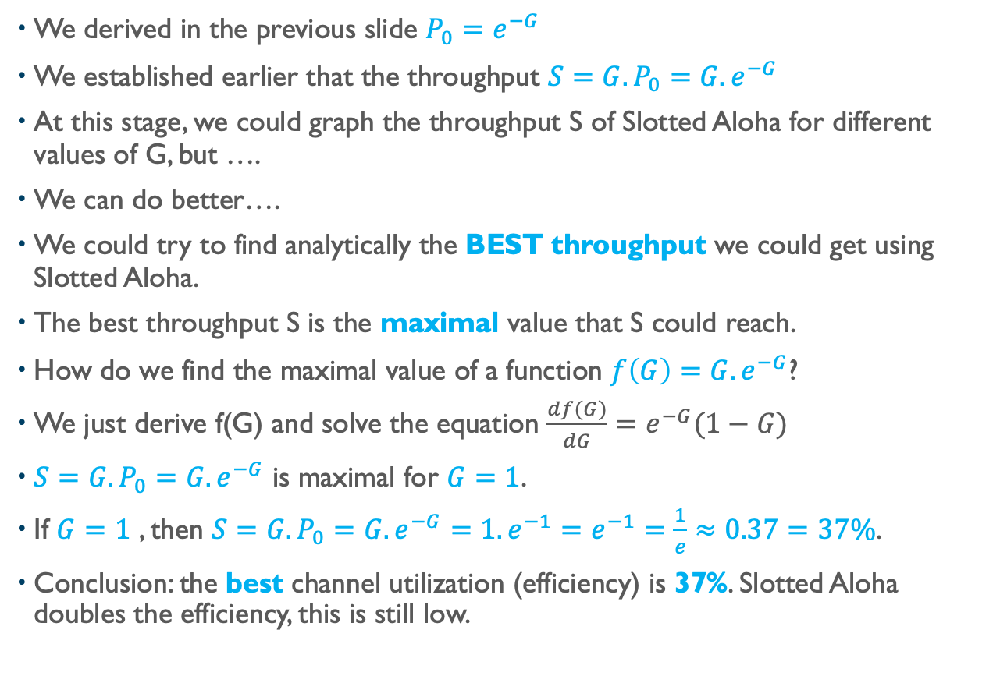 • We derived in the previous slide P₀ = e^{−G}
• We established earlier that the throughput S = G. P₀ = G. e^{−G}
• At this stage, we could graph the throughput S of Slotted Aloha for different
values of G, but ….
• We can do better….
• We could try to find analytically the BEST throughput we could get using
Slotted Aloha.
• The best throughput S is the maximal value that S could reach.
• How do we find the maximal value of a function f(G) = G. e^{−G}?
• We just derive f(G) and solve the equation \frac{df(G)}{dG} = e^{−G}(1 − G)
• S = G. P₀ = G. e^{−G} is maximal for G = 1.
• If G = 1 , then S = G. P₀ = G. e^{−G} = 1. e^{−1} = e^{−1} = \frac{1}{e} ≈ 0.37 = 37%.
• Conclusion: the best channel utilization (efficiency) is 37%. Slotted Aloha
doubles the efficiency, this is still low.